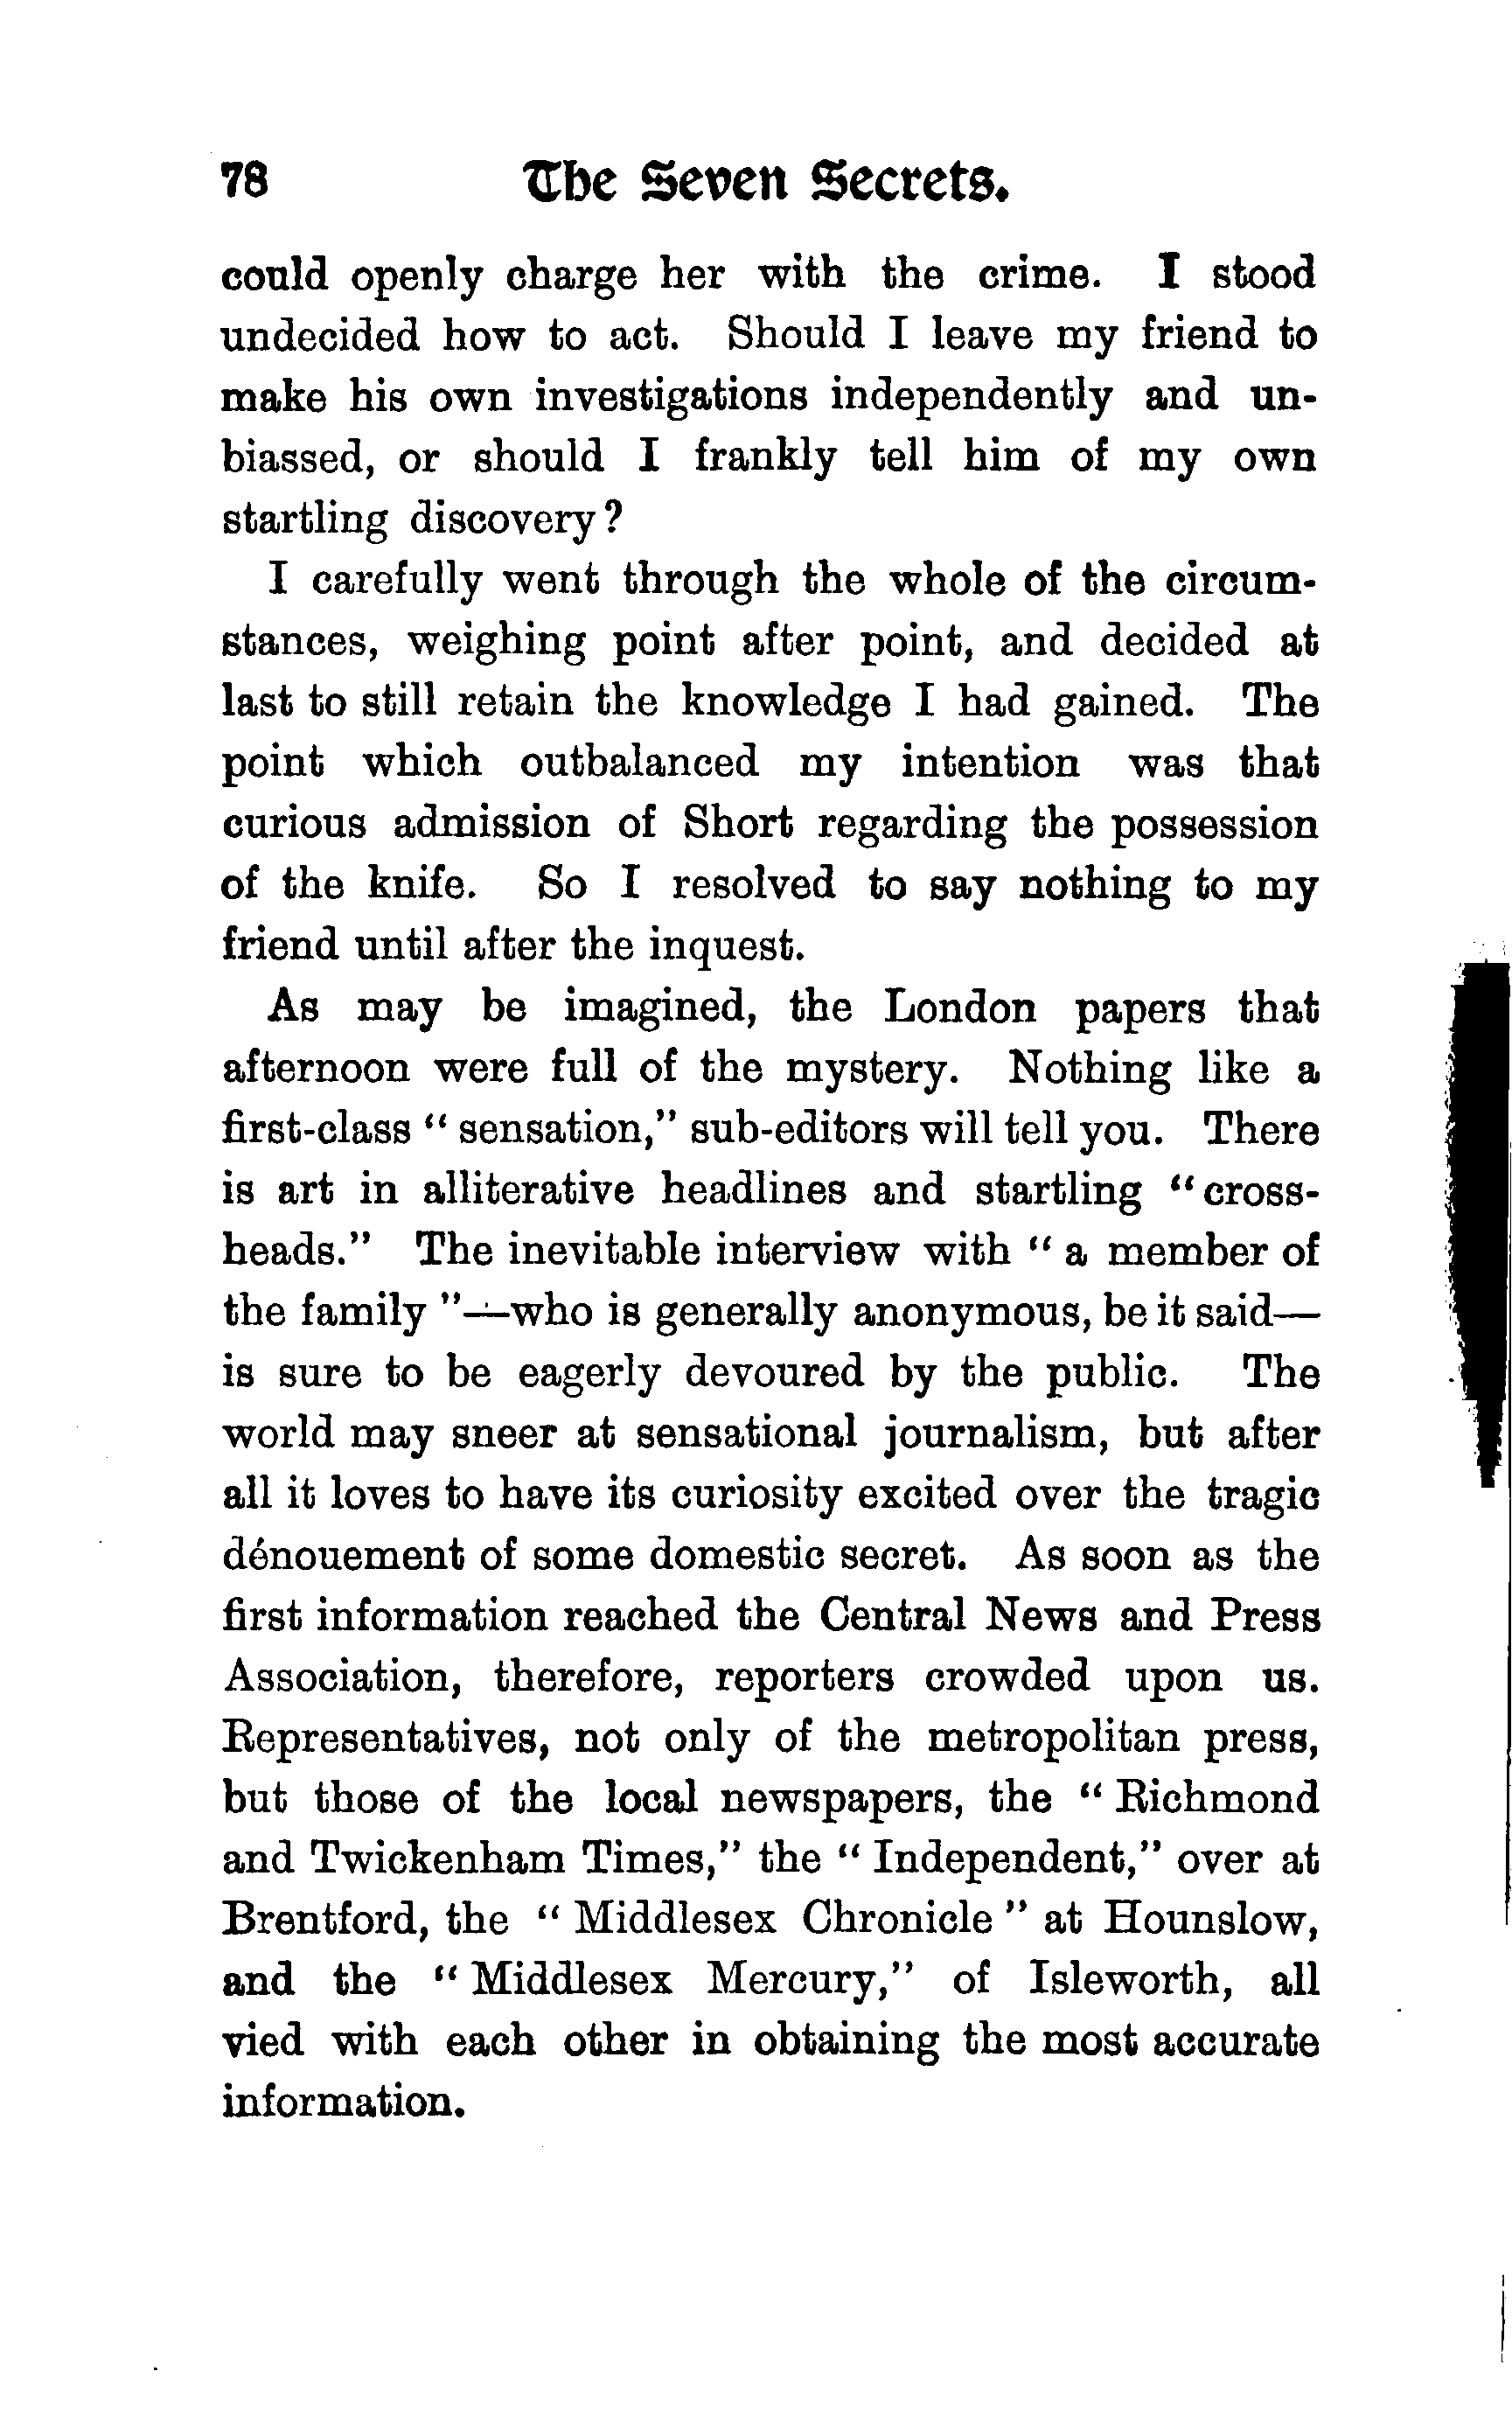 78 The Seven Secrets.
could openly charge her with the crime. I stood
undecided how to act. Should I leave my friend to
make his own investigations independently and un-
biassed, or should I frankly tell him of my own
startling discovery?
I carefully went through the whole of the circum-
stances, weighing point after point, and decided at
last to still retain the knowledge I had gained. The
point which outbalanced my intention was that
curious admission of Short regarding the possession
of the knife. So I resolved to say nothing to my
friend until after the inquest.
As may be imagined, the London papers that
afternoon were full of the mystery. Nothing like a
first-class "sensation," sub-editors will tell you. There
is art in alliterative headlines and startling "cross-
heads." The inevitable interview with "a member of
the family"—who is generally anonymous, be it said—
is sure to be eagerly devoured by the public. The
world may sneer at sensational journalism, but after
all it loves to have its curiosity excited over the tragic
dénouement of some domestic secret. As soon as the
first information reached the Central News and Press
Association, therefore, reporters crowded upon us.
Representatives, not only of the metropolitan press,
but those of the local newspapers, the "Richmond
and Twickenham Times," the "Independent," over at
Brentford, the "Middlesex Chronicle" at Hounslow,
and the "Middlesex Mercury," of Isleworth, all
vied with each other in obtaining the most accurate
information.